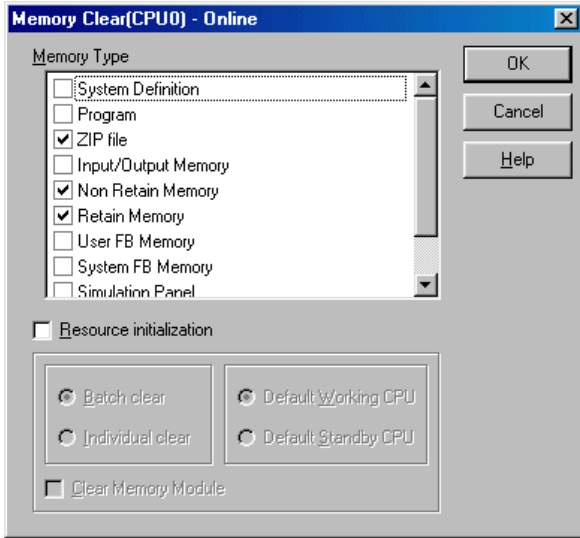 Memory Clear(CPU0) - Online
Memory Type
System Definition
Program
ZIP file
Input/Output Memory
Non Retain Memory
Retain Memory
User FB Memory
System FB Memory
Simulation Panel
OK
Cancel
Help
Resource initialization
Batch clear
Individual clear
Default Working CPU
Default Standby CPU
Clear Memory Module